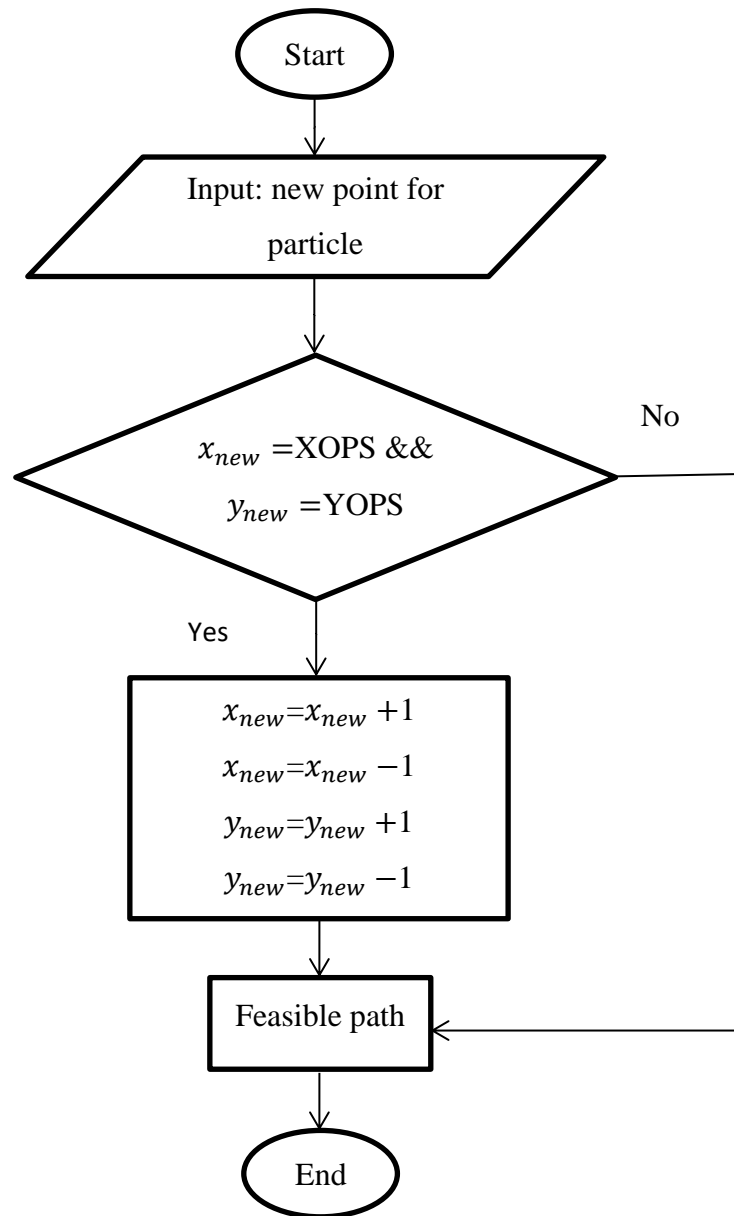 Start
Input: new point for
particle
x_new =XOPS &&
y_new =YOPS
No
Yes
x_new=x_new +1
x_new=x_new −1
y_new=y_new +1
y_new=y_new −1
Feasible path
End